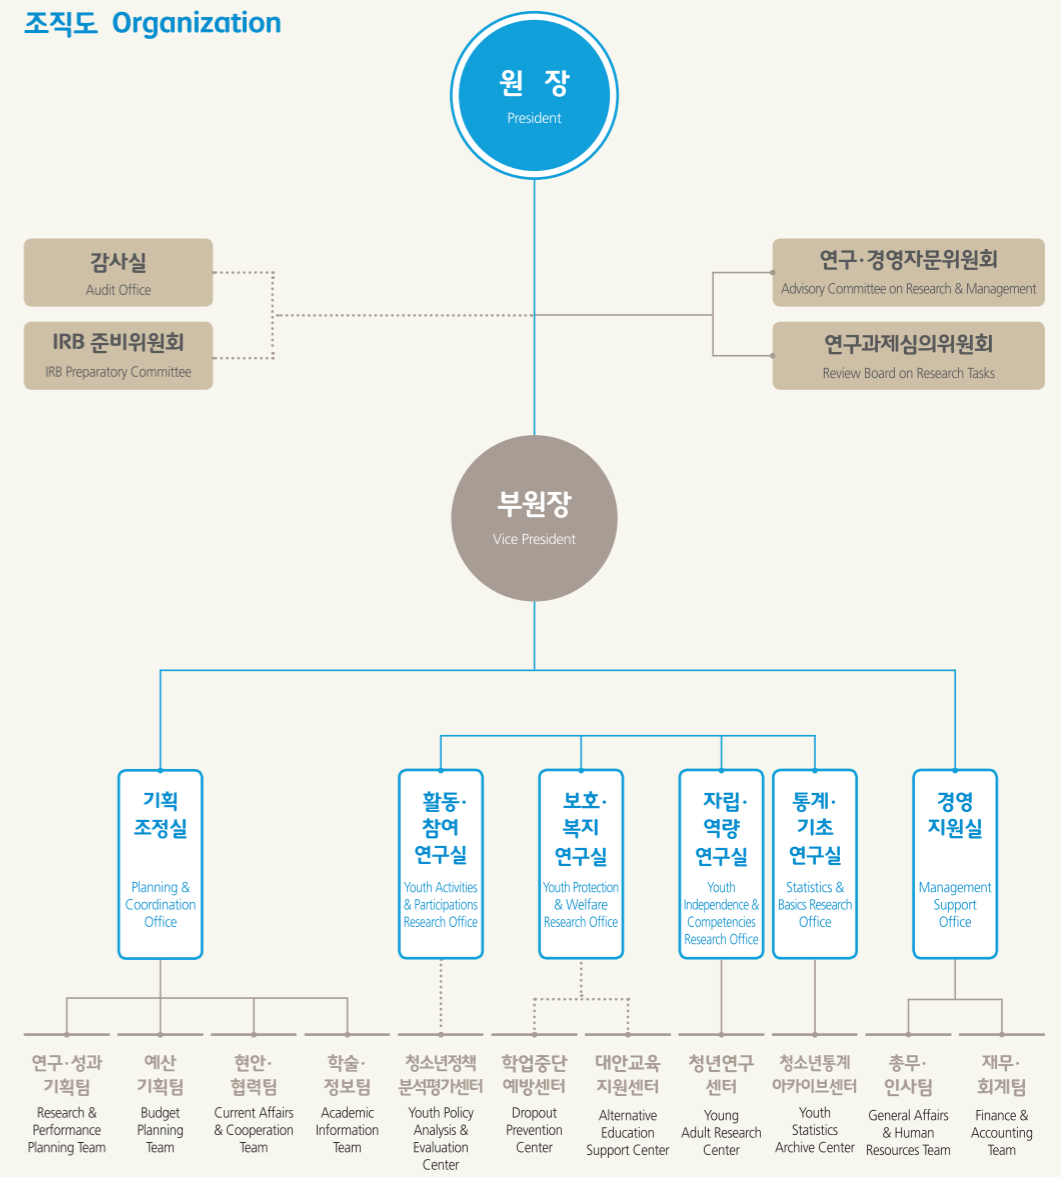 조직도 Organization
원 장
President
감사실
Audit Office
연구·경영자문위원회
Advisory Committee on Research & Management
IRB 준비위원회
IRB Preparatory Committee
연구과제심의위원회
Review Board on Research Tasks
부원장
Vice President
기획
조정실
Planning &
Coordination
Office
활동·
참여
연구실
Youth Activities
& Participations
Research Office
보호·
복지
연구실
Youth Protection
& Welfare
Research Office
자립·
역량
연구실
Youth
Independence &
Competencies
Research Office
통계·
기초
연구실
Statistics &
Basics Research
Office
경영
지원실
Management
Support
Office
연구·성과
기획팀
Research &
Performance
Planning Team
예산
기획팀
Budget
Planning
Team
현안·
협력팀
Current Affairs
& Cooperation
Team
학술·
정보팀
Academic
Information
Team
청소년정책
분석평가센터
Youth Policy
Analysis &
Evaluation
Center
학업중단
예방센터
Dropout
Prevention
Center
대안교육
지원센터
Alternative
Education
Support Center
청년연구
센터
Young
Adult Research
Center
청소년통계
아카이브센터
Youth
Statistics
Archive Center
총무·
인사팀
General Affairs
& Human
Resources Team
재무·
회계팀
Finance &
Accounting
Team